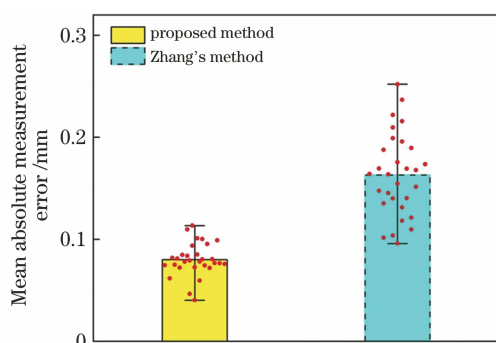 0.3
0.2
0.1
0
Mean absolute measurement
error /mm
proposed method
Zhang's method